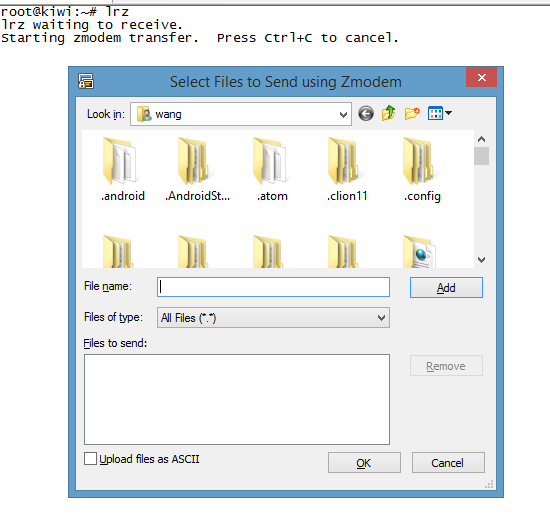 root@kiwi:~# lrz
lrz waiting to receive.
Starting zmodem transfer.  Press Ctrl+C to cancel.
Select Files to Send using Zmodem
Look in:
wang
.android
.AndroidSt...
.atom
.clion11
.config
File name:
Add
Files of type:
All Files (*.*)
Files to send:
Remove
Upload files as ASCII
OK
Cancel